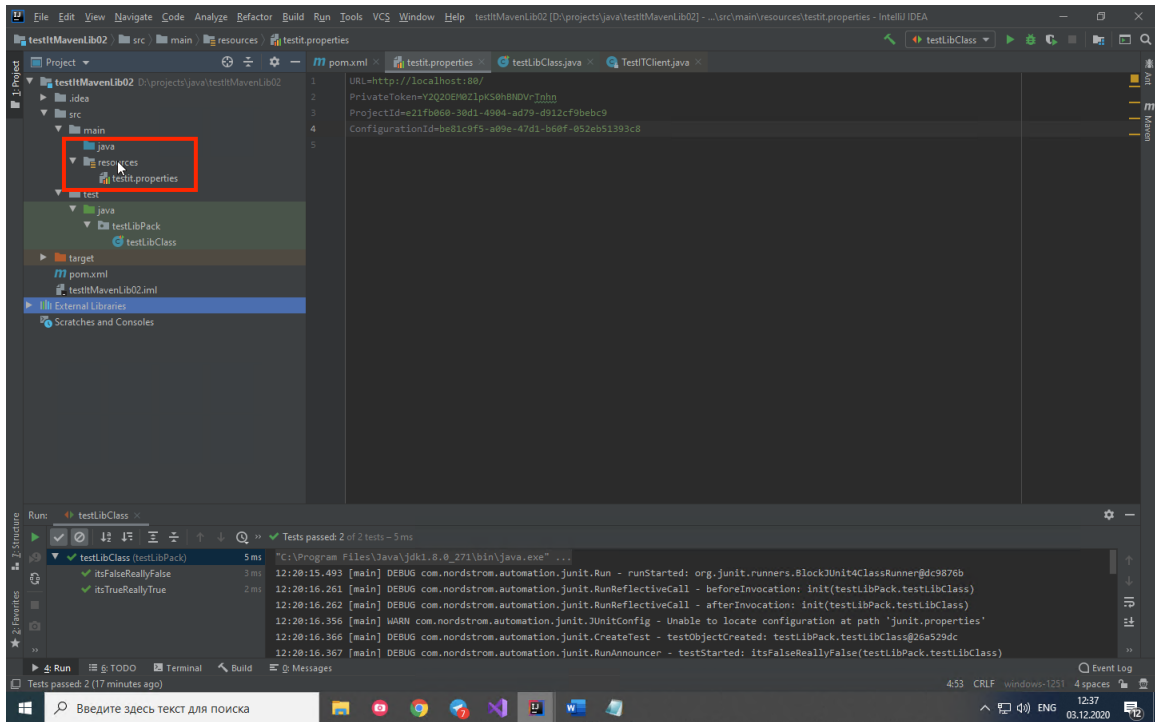 File Edit View Navigate Code Analyze Refactor Build Run Tools VCS Window Help testItMavenLib02 [D:\projects\java\testItMavenLib02] - ...\src\main\resources\testit.properties - IntelliJ IDEA
testItMavenLib02 src main resources testit.properties testLibClass
Project pom.xml testit.properties testLibClass.java TestITClient.java
1: Project
testItMavenLib02 D:\projects\java\testItMavenLib02
.idea
src
main
java
resources
testit.properties
test
java
testLibPack
testLibClass
target
pom.xml
testItMavenLib02.iml
External Libraries
Scratches and Consoles
1 URL=http://localhost:80/
2 PrivateToken=Y2Q2OEM0ZlpKS0hBNDVrTnhn
3 ProjectId=e21fb060-30d1-4904-ad79-d912cf9bebc9
4 ConfigurationId=be81c9f5-a09e-47d1-b60f-052eb51393c8
5
Ant
Maven
Z: Structure
2: Favorites
Run: testLibClass
Tests passed: 2 of 2 tests – 5 ms
testLibClass (testLibPack) 5 ms
itsFalseReallyFalse 3 ms
itsTrueReallyTrue 2 ms
"C:\Program Files\Java\jdk1.8.0_271\bin\java.exe" ...
12:20:15.493 [main] DEBUG com.nordstrom.automation.junit.Run - runStarted: org.junit.runners.BlockJUnit4ClassRunner@dc9876b
12:20:16.261 [main] DEBUG com.nordstrom.automation.junit.RunReflectiveCall - beforeInvocation: init(testLibPack.testLibClass)
12:20:16.262 [main] DEBUG com.nordstrom.automation.junit.RunReflectiveCall - afterInvocation: init(testLibPack.testLibClass)
12:20:16.356 [main] WARN com.nordstrom.automation.junit.JUnitConfig - Unable to locate configuration at path 'junit.properties'
12:20:16.366 [main] DEBUG com.nordstrom.automation.junit.CreateTest - testObjectCreated: testLibPack.testLibClass@26a529dc
12:20:16.367 [main] DEBUG com.nordstrom.automation.junit.RunAnnouncer - testStarted: itsFalseReallyFalse(testLibPack.testLibClass)
4: Run 6: TODO Terminal Build 0: Messages Event Log
Tests passed: 2 (17 minutes ago) 4:53 CRLF windows-1251 4 spaces
Введите здесь текст для поиска
ENG 12:37
03.12.2020
12